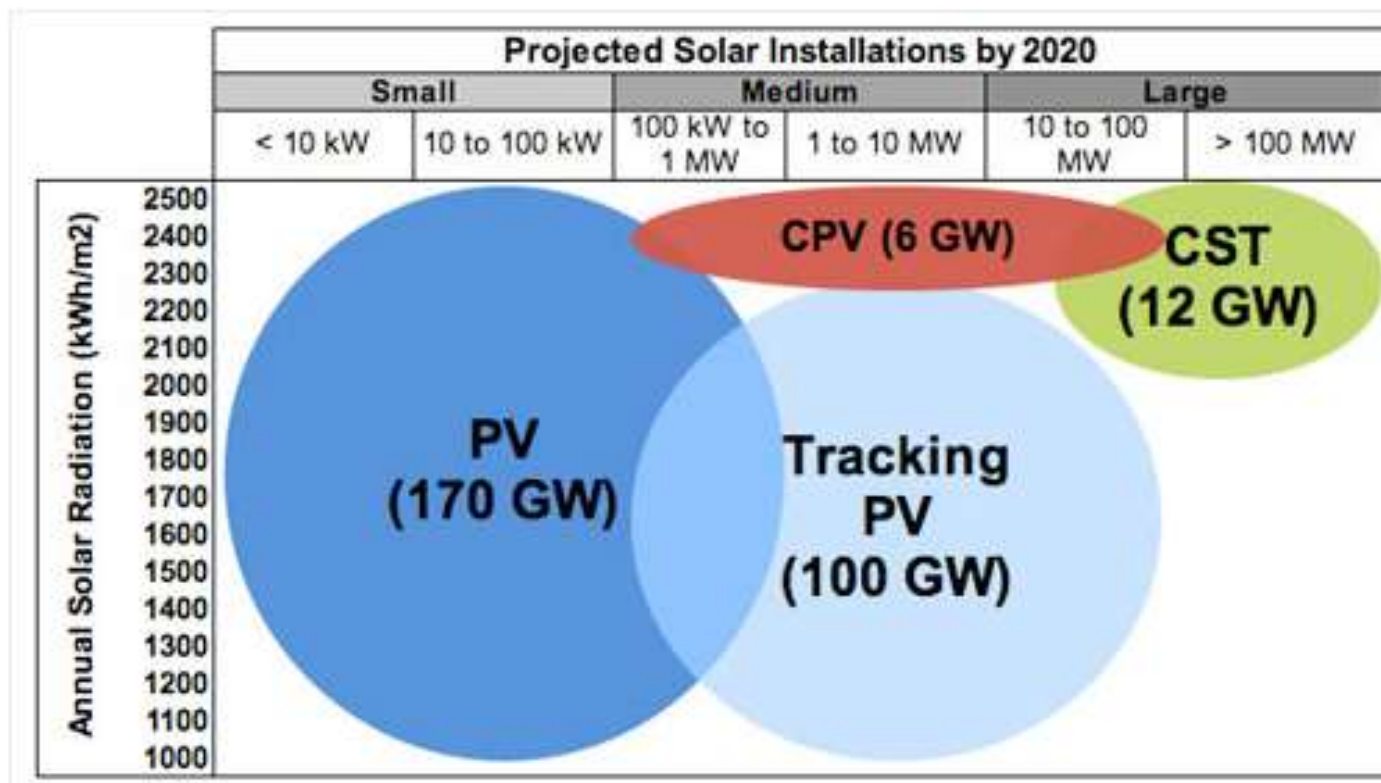 Projected Solar Installations by 2020
Small Medium Large
< 10 kW 10 to 100 kW 100 kW to 1 MW 1 to 10 MW 10 to 100 MW > 100 MW
Annual Solar Radiation (kWh/m2)
2500
2400
2300
2200
2100
2000
1900
1800
1700
1600
1500
1400
1300
1200
1100
1000
PV
(170 GW)
CPV (6 GW)
Tracking
PV
(100 GW)
CST
(12 GW)